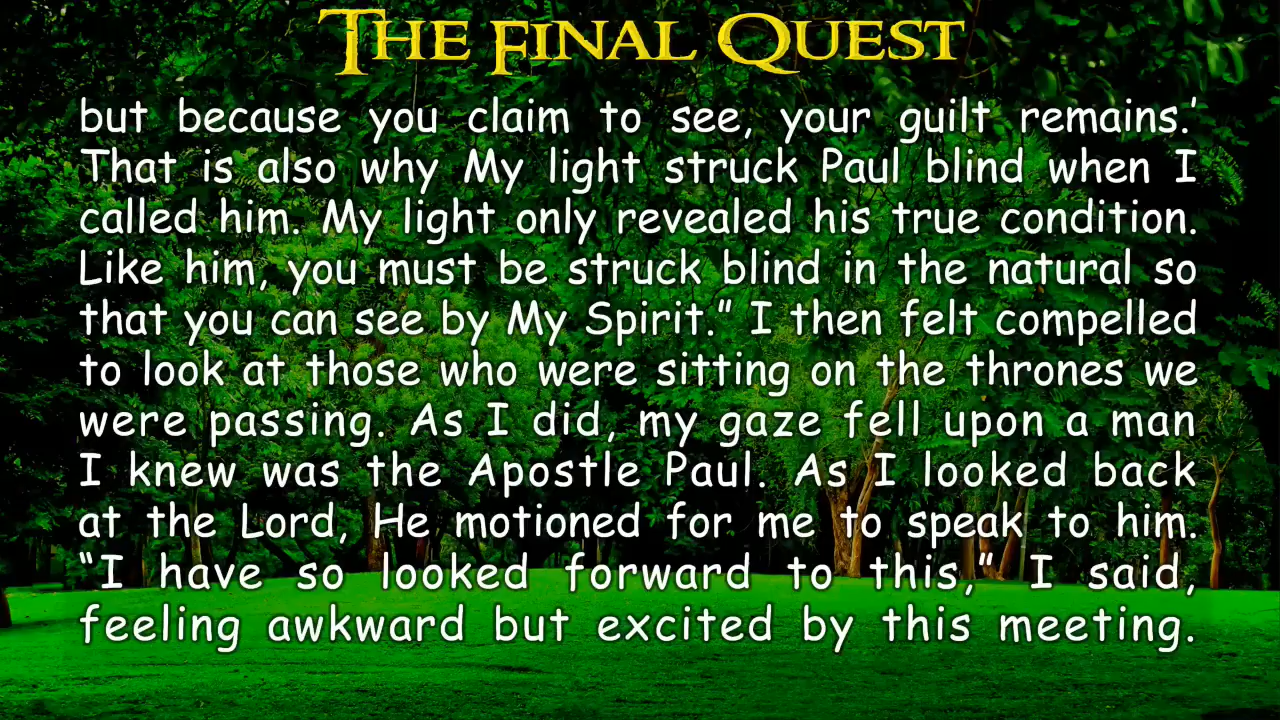 THE FINAL QUEST
but because you claim to see, your guilt remains.’
That is also why My light struck Paul blind when I
called him. My light only revealed his true condition.
Like him, you must be struck blind in the natural so
that you can see by My Spirit.” I then felt compelled
to look at those who were sitting on the thrones we
were passing. As I did, my gaze fell upon a man
I knew was the Apostle Paul. As I looked back
at the Lord, He motioned for me to speak to him.
“I have so looked forward to this,” I said,
feeling awkward but excited by this meeting.